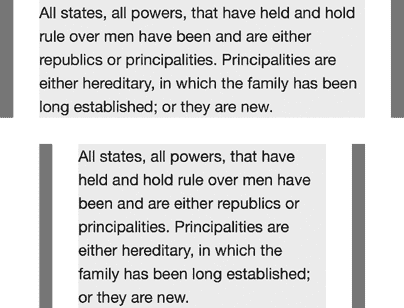 All states, all powers, that have held and hold
rule over men have been and are either
republics or principalities. Principalities are
either hereditary, in which the family has been
long established; or they are new.
All states, all powers, that have
held and hold rule over men have
been and are either republics or
principalities. Principalities are
either hereditary, in which the
family has been long established;
or they are new.